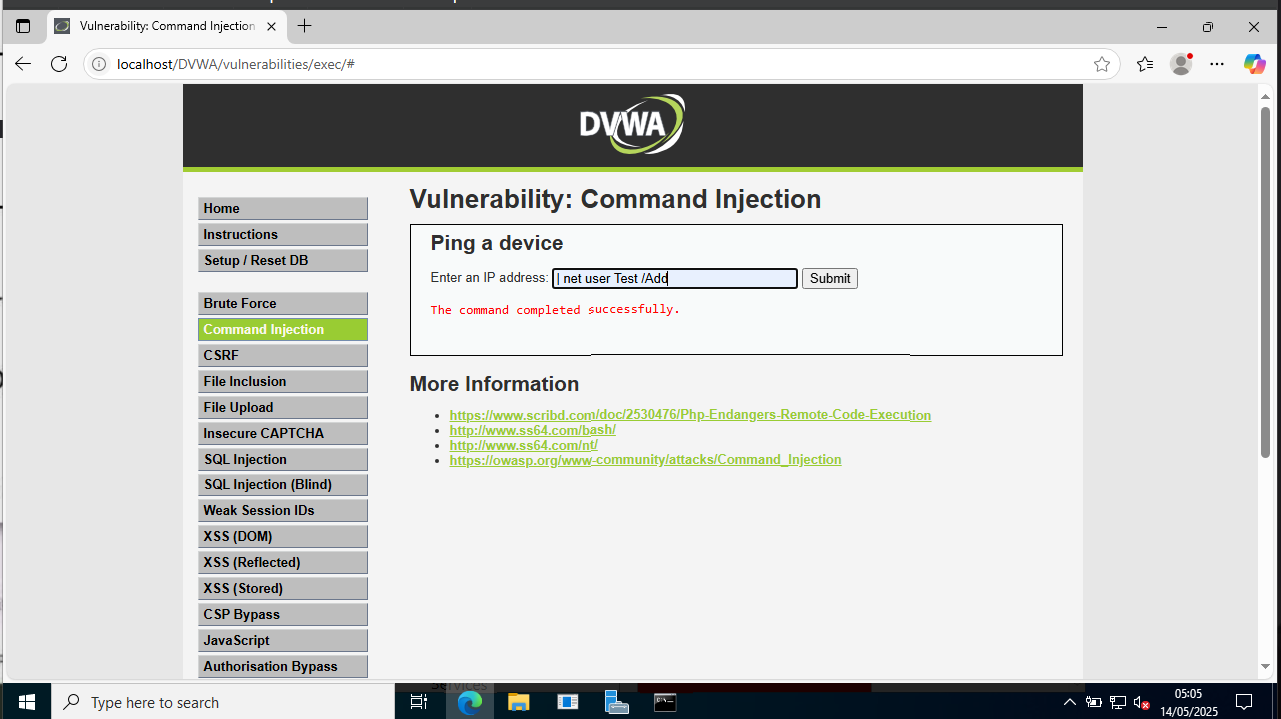 Vulnerability: Command Injection
localhost/DVWA/vulnerabilities/exec/#
DVWA
Home
Instructions
Setup / Reset DB
Brute Force
Command Injection
CSRF
File Inclusion
File Upload
Insecure CAPTCHA
SQL Injection
SQL Injection (Blind)
Weak Session IDs
XSS (DOM)
XSS (Reflected)
XSS (Stored)
CSP Bypass
JavaScript
Authorisation Bypass
Vulnerability: Command Injection
Ping a device
Enter an IP address: | net user Test /Add Submit
The command completed successfully.
More Information
https://www.scribd.com/doc/2530476/Php-Endangers-Remote-Code-Execution
http://www.ss64.com/bash/
http://www.ss64.com/nt/
https://owasp.org/www-community/attacks/Command_Injection
Services
Type here to search
05:05
14/05/2025